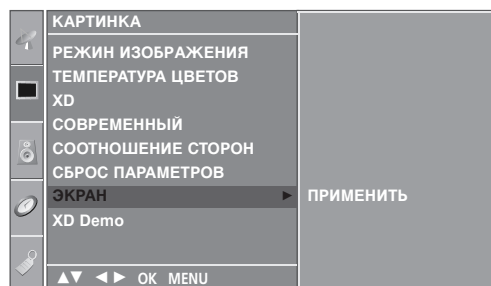 КАРТИНКА
РЕЖИН ИЗОБРАЖЕНИЯ
ТЕМПЕРАТУРА ЦВЕТОВ
XD
СОВРЕМЕННЫЙ
СООТНОШЕНИЕ СТОРОН
СБРОС ПАРАМЕТРОВ
ЭКРАН ► ПРИМЕНИТЬ
XD Demo
▲▼ ◄► OK MENU